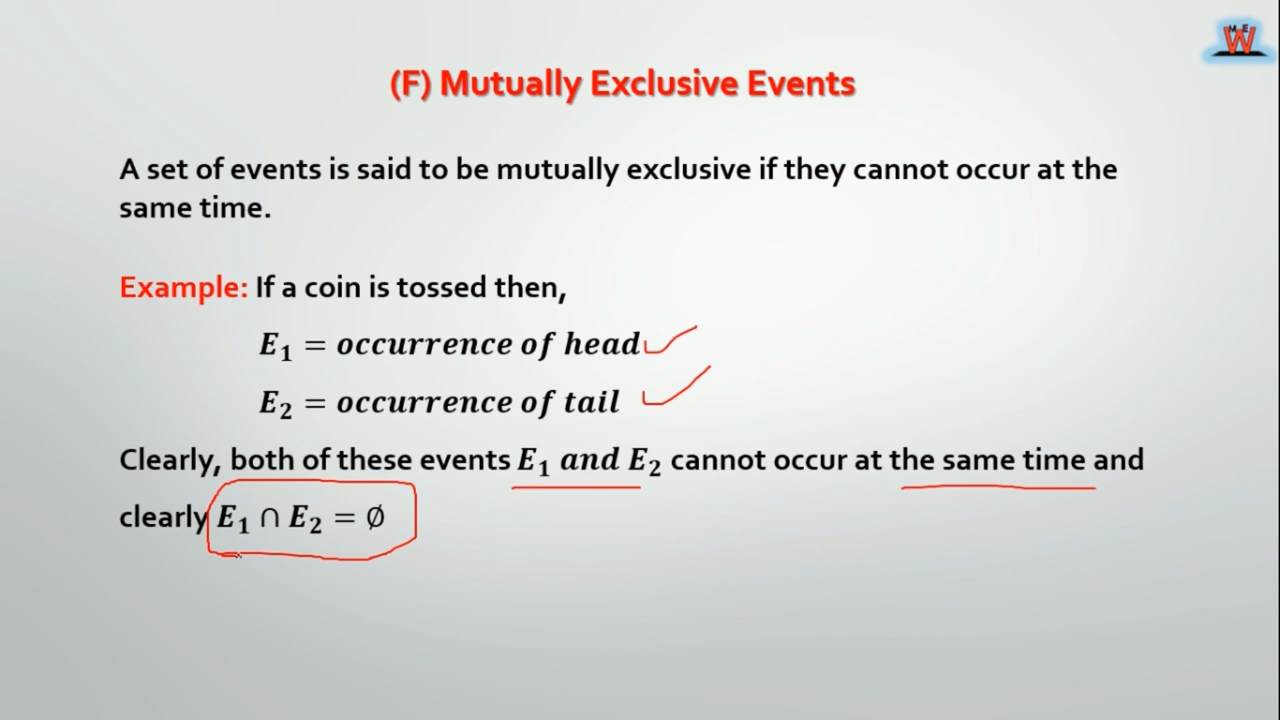 M E
W
(F) Mutually Exclusive Events
A set of events is said to be mutually exclusive if they cannot occur at the
same time.
Example: If a coin is tossed then,
E₁ = occurrence of head
E₂ = occurrence of tail
Clearly, both of these events E₁ and E₂ cannot occur at the same time and
clearly E₁ ∩ E₂ = ∅